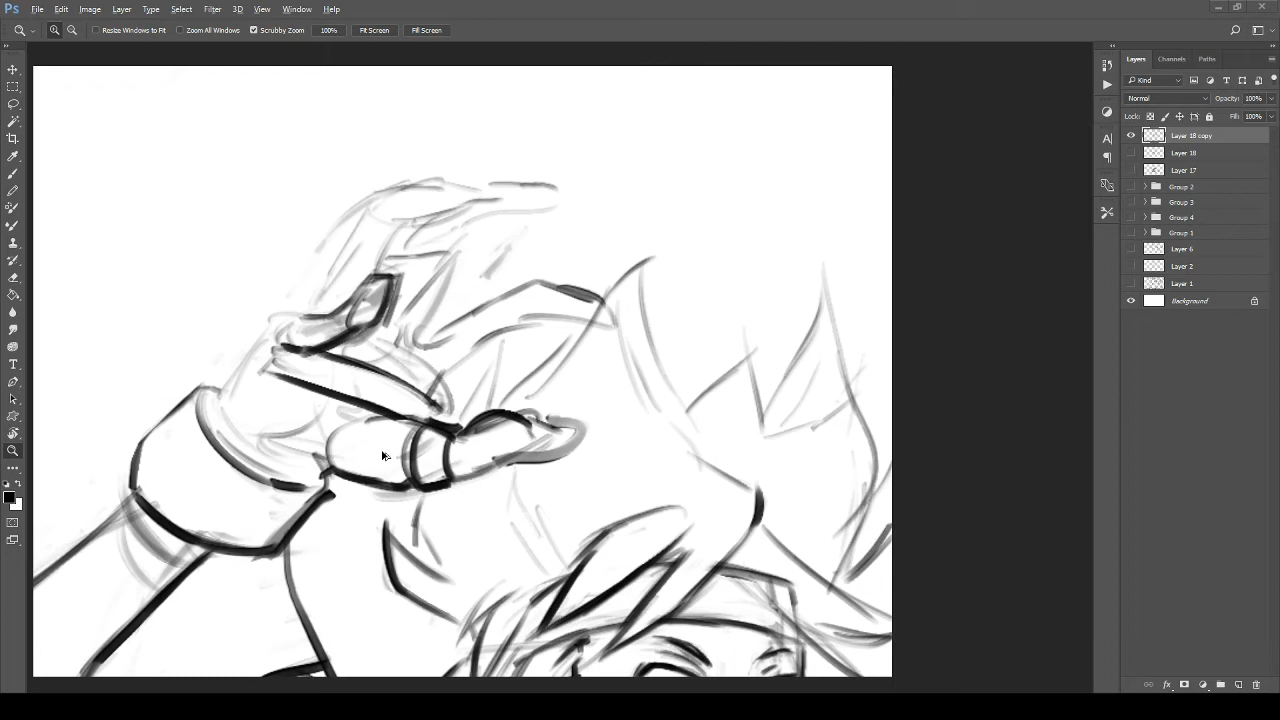 Ps File Edit Image Layer Type Select Filter 3D View Window Help
Resize Windows to Fit Zoom All Windows Scrubby Zoom 100% Fit Screen Fill Screen
Layers Channels Paths
Kind
Normal Opacity: 100%
Lock: Fill: 100%
Layer 18 copy
Layer 18
Layer 17
Group 2
Group 3
Group 4
Group 1
Layer 6
Layer 2
Layer 1
Background